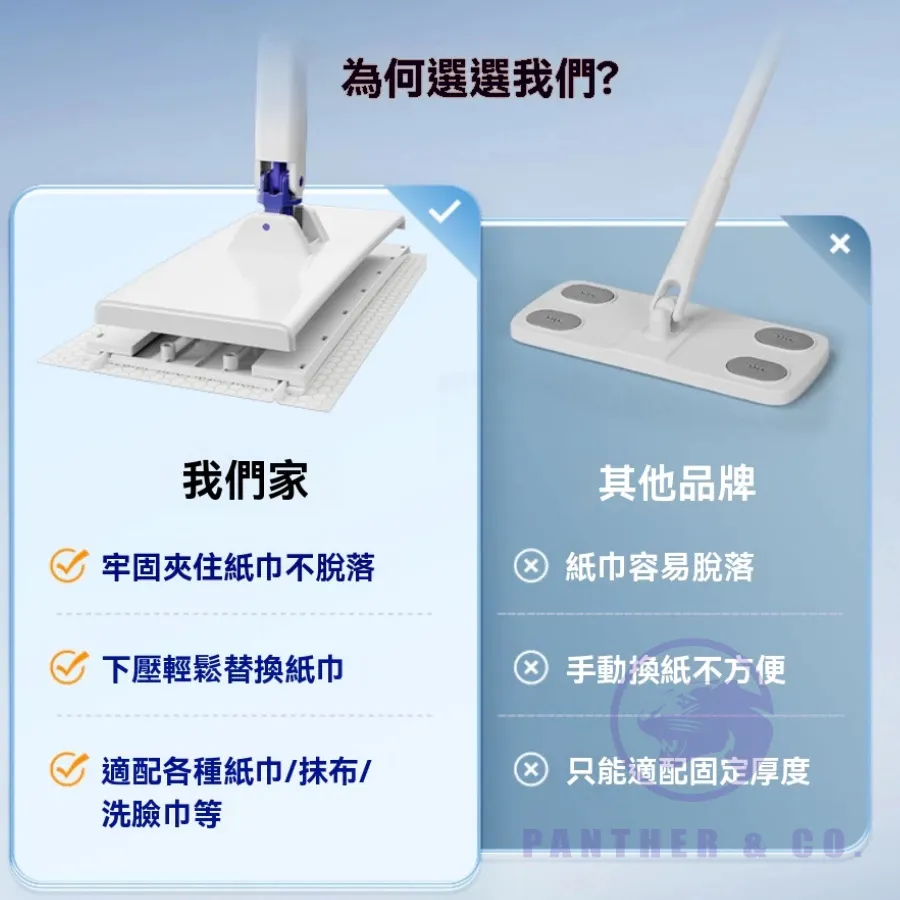 為何選選我們?
我們家
牢固夾住紙巾不脫落
下壓輕鬆替換紙巾
適配各種紙巾/抹布/
洗臉巾等
其他品牌
紙巾容易脫落
手動換紙不方便
只能適配固定厚度
PANTHER & CO.